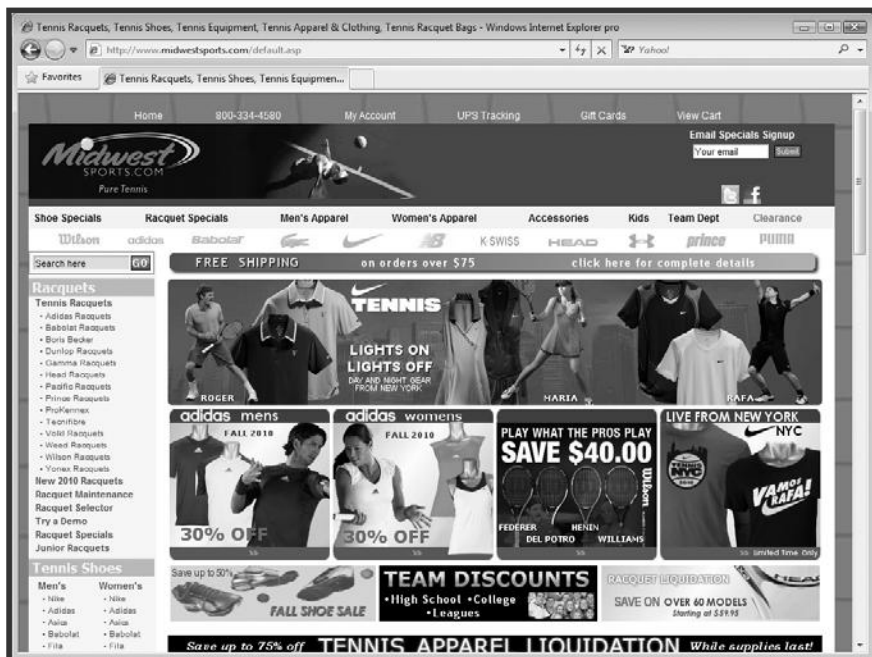 Tennis Racquets, Tennis Shoes, Tennis Equipment, Tennis Apparel & Clothing, Tennis Racquet Bags - Windows Internet Explorer pro
http://www.midwestsports.com/default.asp
Yahoo!
Favorites
Tennis Racquets, Tennis Shoes, Tennis Equipmen...
Home 800-334-4580 My Account UPS Tracking Gift Cards View Cart
Midwest
SPORTS.COM
Pure Tennis
Email Specials Signup
Your email Submit
Shoe Specials Racquet Specials Men's Apparel Women's Apparel Accessories Kids Team Dept Clearance
Wilson adidas Babolat NB K·SWISS HEAD prince PUMA
Search here GO
FREE SHIPPING on orders over $75 click here for complete details
Racquets
Tennis Racquets
· Adidas Racquets
· Babolat Racquets
· Boris Becker
· Dunlop Racquets
· Gamma Racquets
· Head Racquets
· Pacific Racquets
· Prince Racquets
· ProKennex
· Tecnifibre
· Volkl Racquets
· Weed Racquets
· Wilson Racquets
· Yonex Racquets
New 2010 Racquets
Racquet Maintenance
Racquet Selector
Try a Demo
Racquet Specials
Junior Racquets
Tennis Shoes
Men's Women's
· Nike · Nike
· Adidas · Adidas
· Asics · Asics
· Babolat · Babolat
· Fila · Fila
TENNIS
LIGHTS ON
LIGHTS OFF
DAY AND NIGHT GEAR
FROM NEW YORK
ROGER MARIA RAFA
adidas mens
FALL 2010
30% OFF
adidas womens
FALL 2010
30% OFF
PLAY WHAT THE PROS PLAY
SAVE $40.00
Wilson
FEDERER HENIN
DEL POTRO WILLIAMS
LIVE FROM NEW YORK
NYC
TENNIS
NYC
VAMOS
RAFA!
Limited Time Only
Save up to 50%
FALL SHOE SALE
TEAM DISCOUNTS
•High School •College
•Leagues
RACQUET LIQUIDATION
SAVE ON OVER 60 MODELS
Starting at $59.95
Save up to 75% off TENNIS APPAREL LIQUIDATION While supplies last!